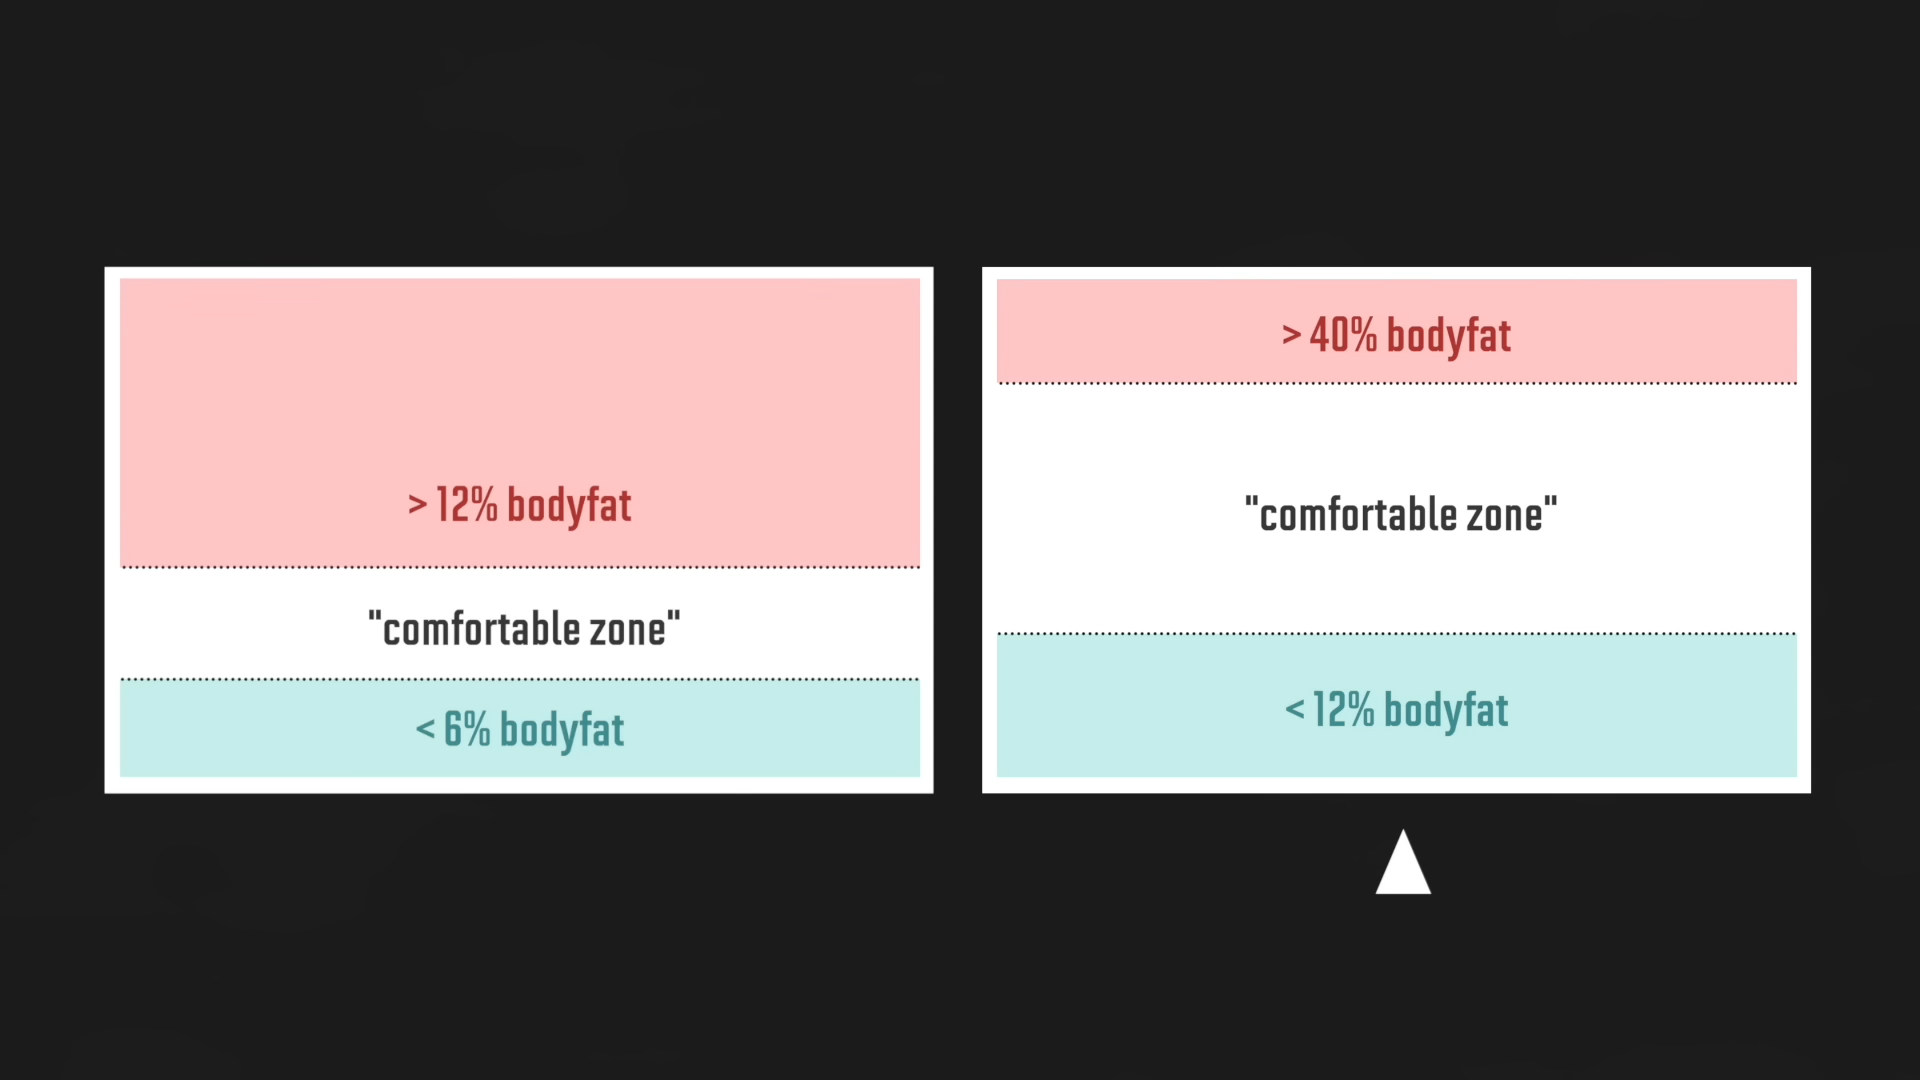 > 12% bodyfat
"comfortable zone"
< 6% bodyfat
> 40% bodyfat
"comfortable zone"
< 12% bodyfat